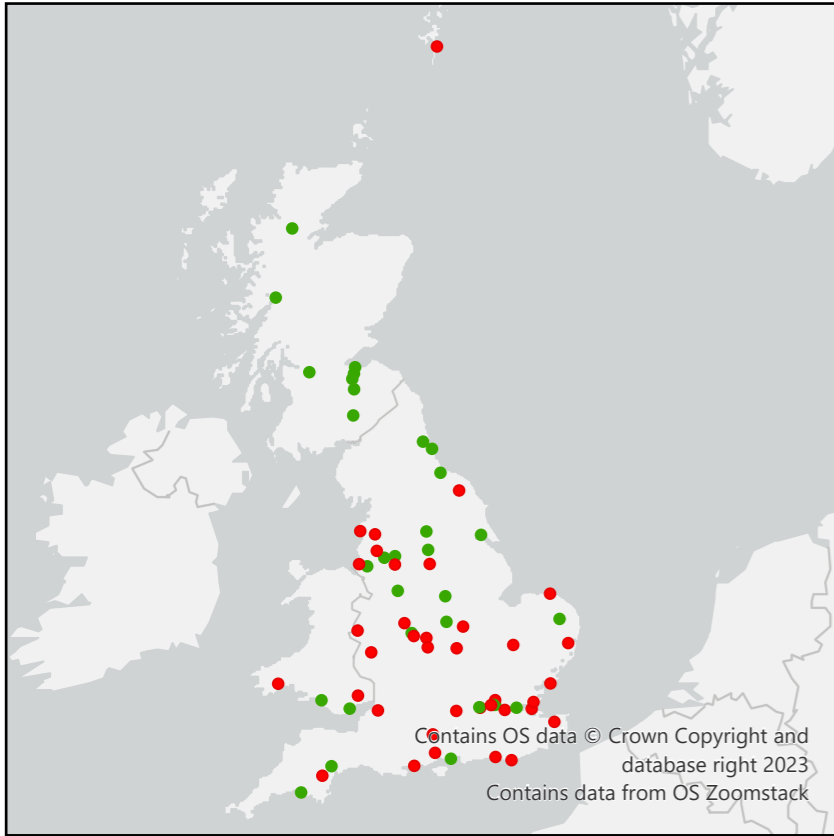 Contains OS data © Crown Copyright and
database right 2023
Contains data from OS Zoomstack